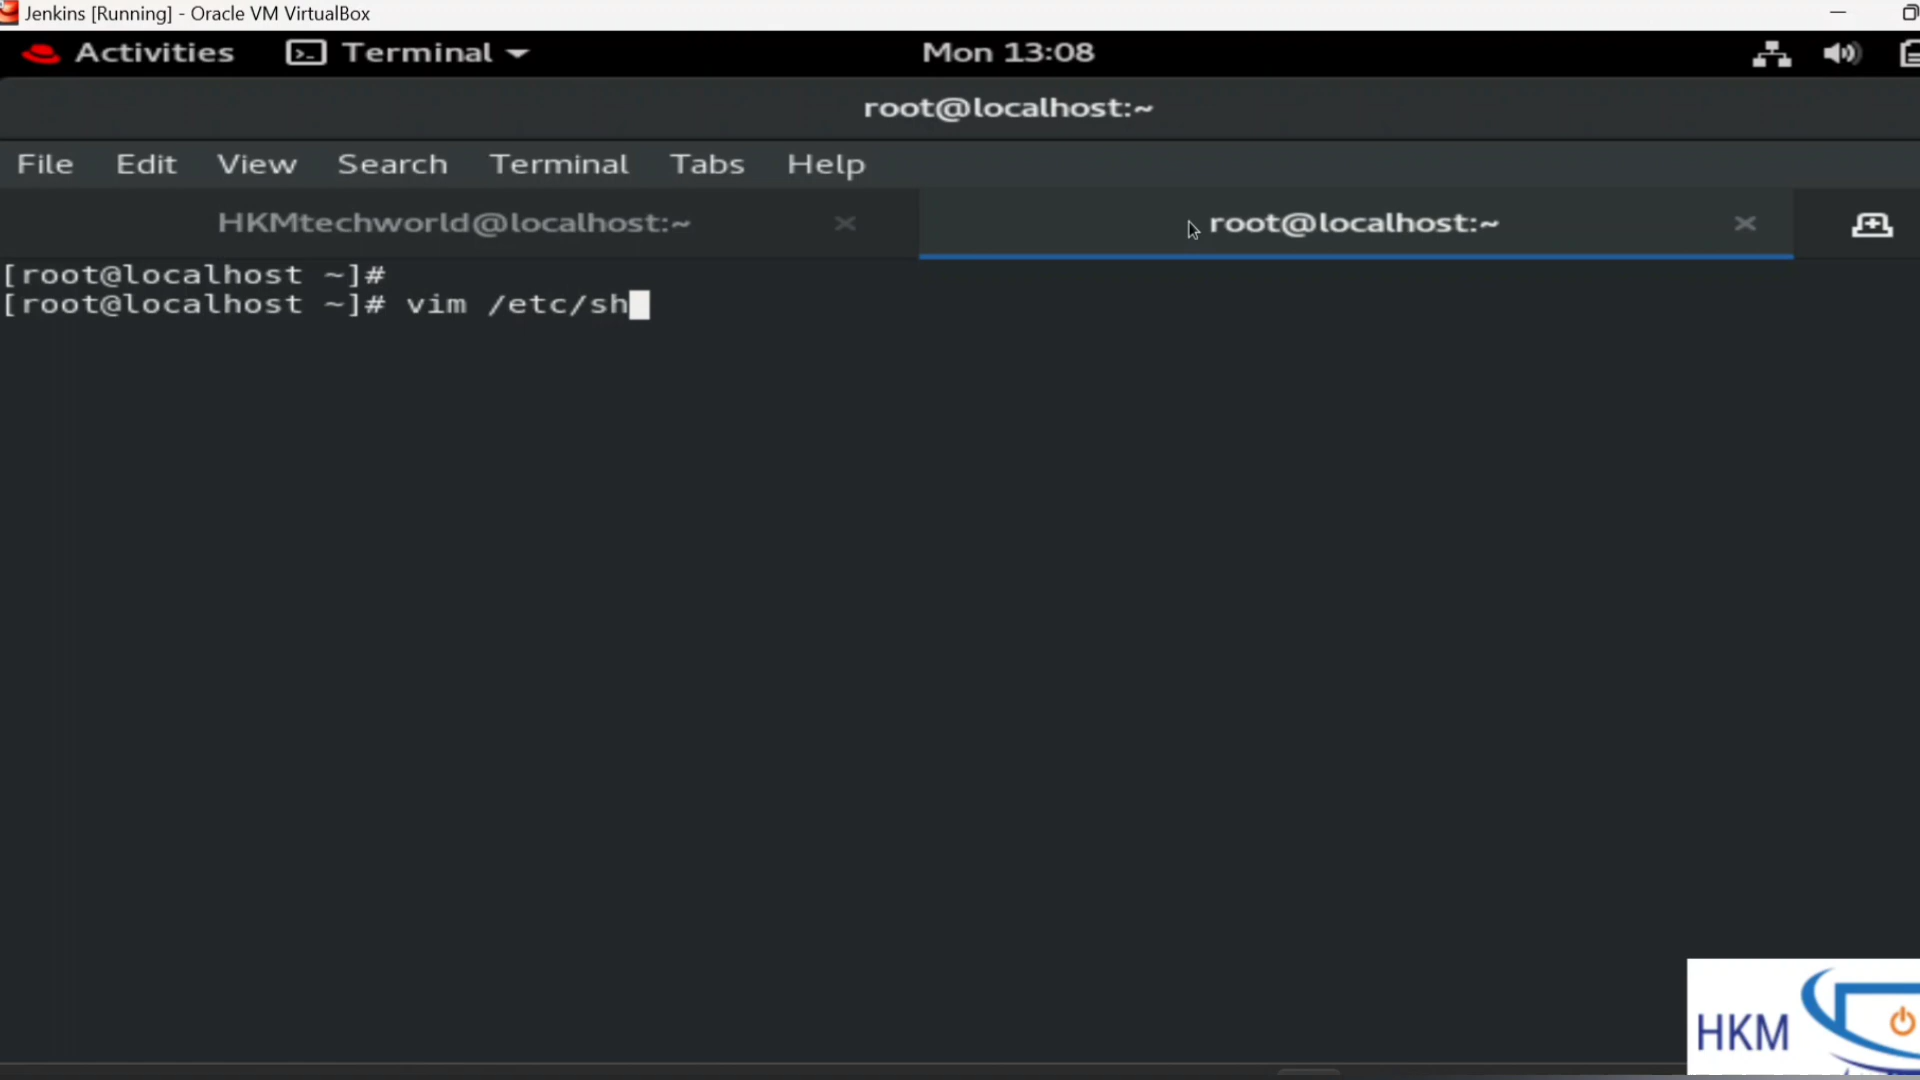 Jenkins [Running] - Oracle VM VirtualBox
Activities Terminal Mon 13:08
root@localhost:~
File Edit View Search Terminal Tabs Help
HKMtechworld@localhost:~ root@localhost:~
[root@localhost ~]#
[root@localhost ~]# vim /etc/sh
HKM